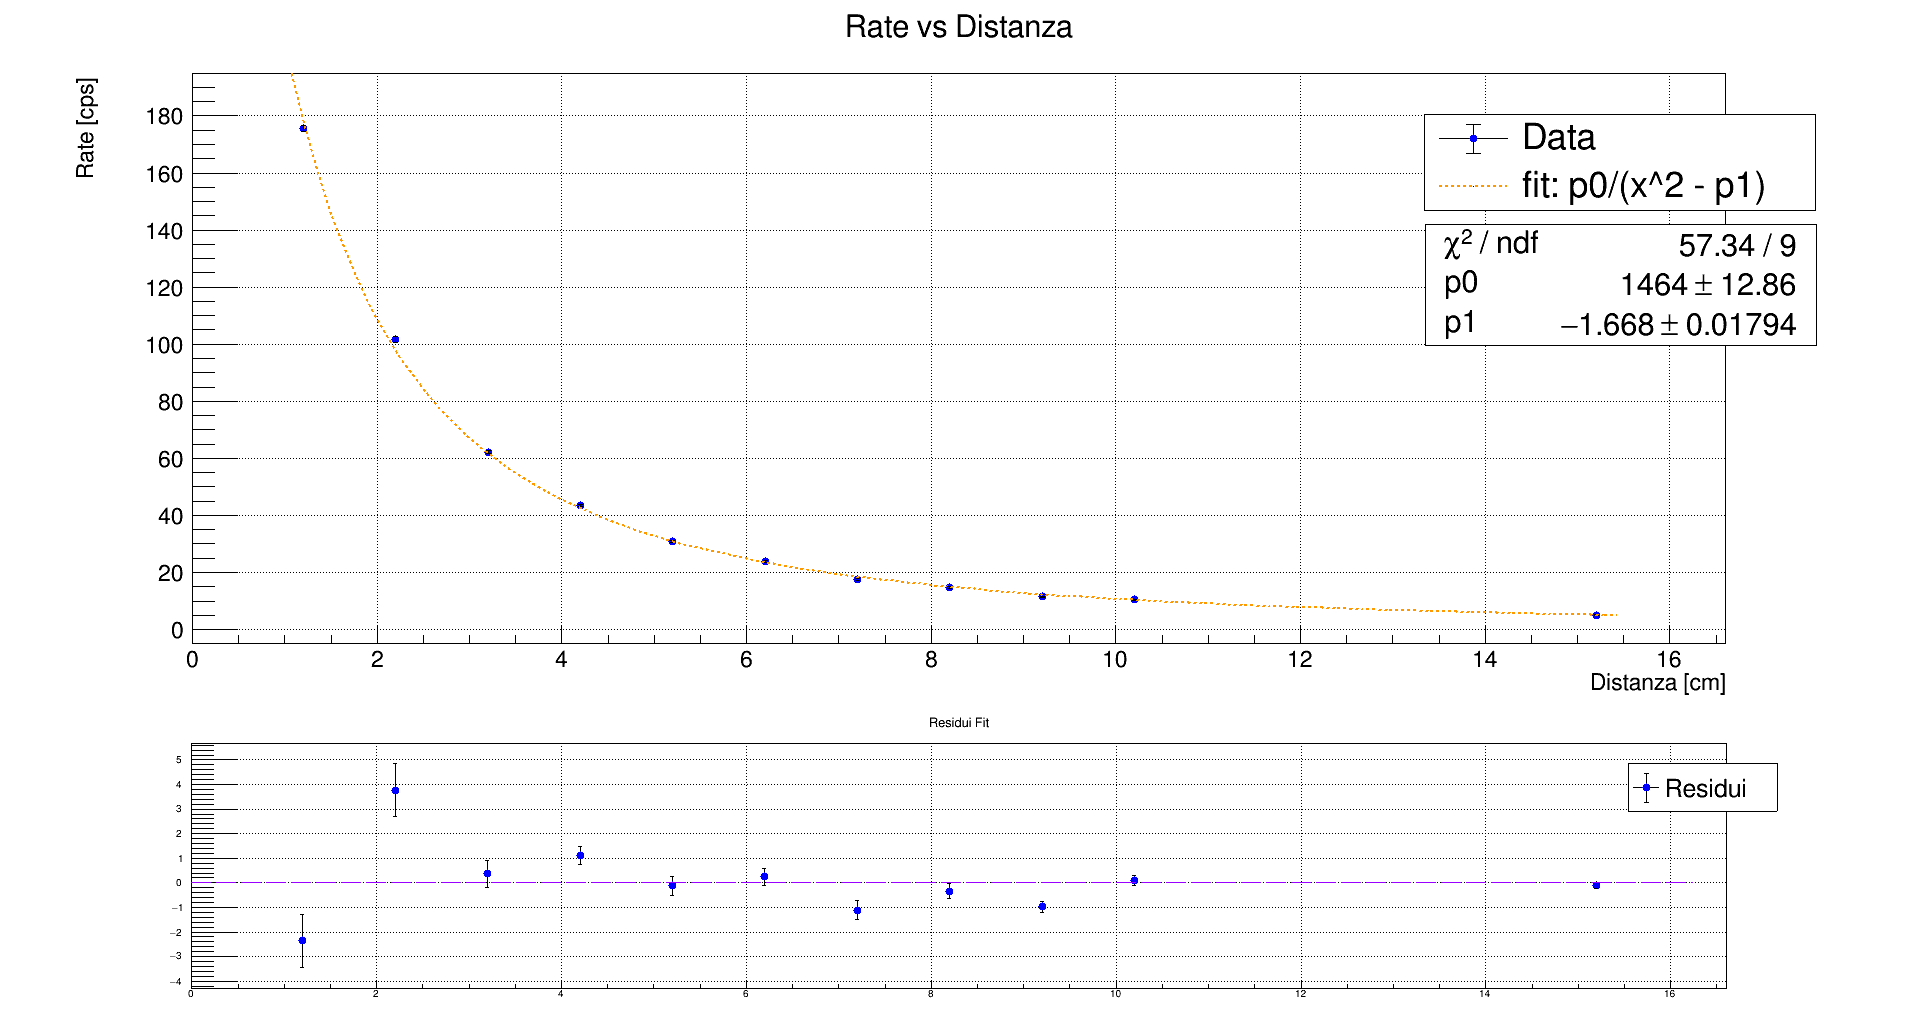 Rate vs Distanza
Rate [cps]
180
160
140
120
100
80
60
40
20
0
0 2 4 6 8 10 12 14 16
Distanza [cm]
Data
fit: p0/(x^2 - p1)
χ² / ndf 57.34 / 9
p0 1464 ± 12.86
p1 −1.668 ± 0.01794
Residui Fit
5
4
3
2
1
0
−1
−2
−3
−4
0 2 4 6 8 10 12 14 16
Residui